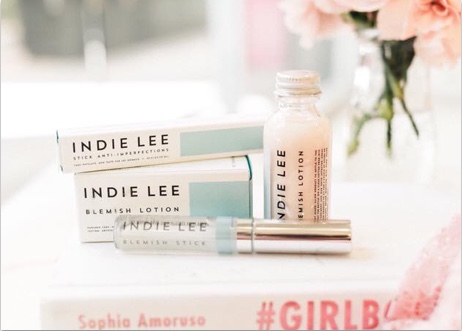 INDIE LEE
STICK ANTI-IMPERFECTIONS
INDIE LEE
BLEMISH LOTION
INDIE LEE
BLEMISH LOTION
INDIE LEE
BLEMISH STICK
Sophia Amoruso
#GIRLB